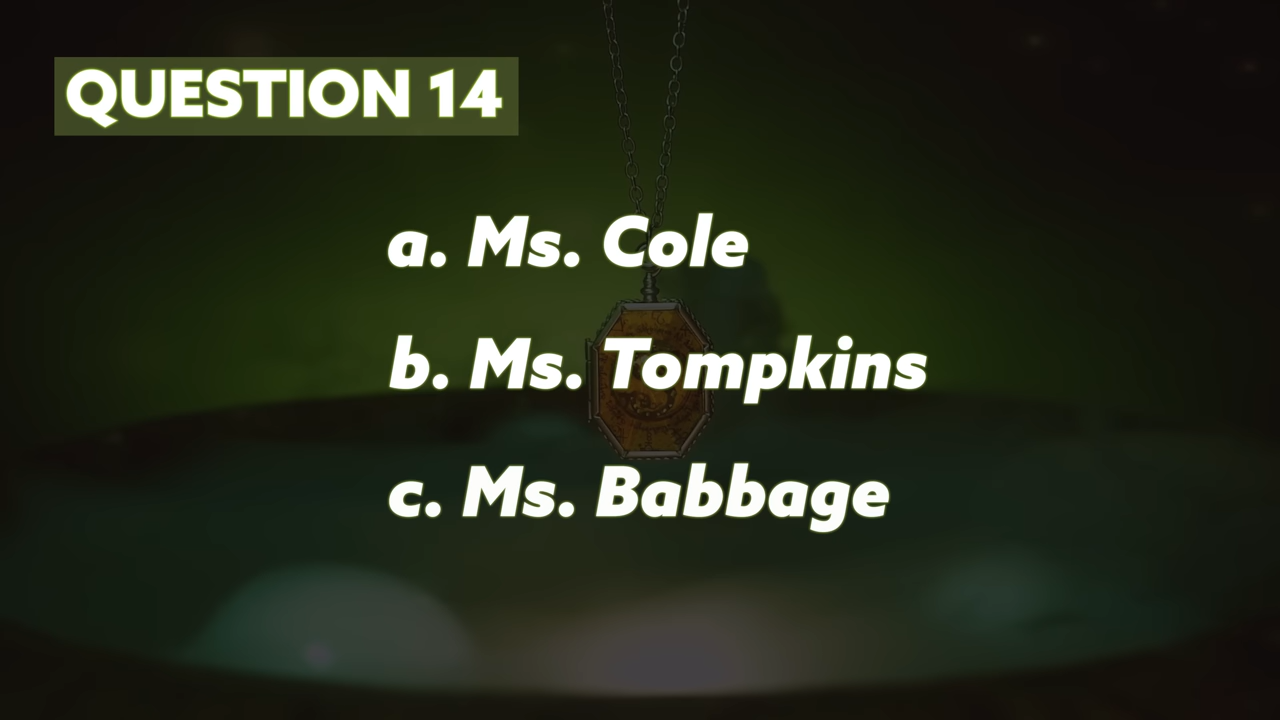 QUESTION 14
a. Ms. Cole
b. Ms. Tompkins
c. Ms. Babbage